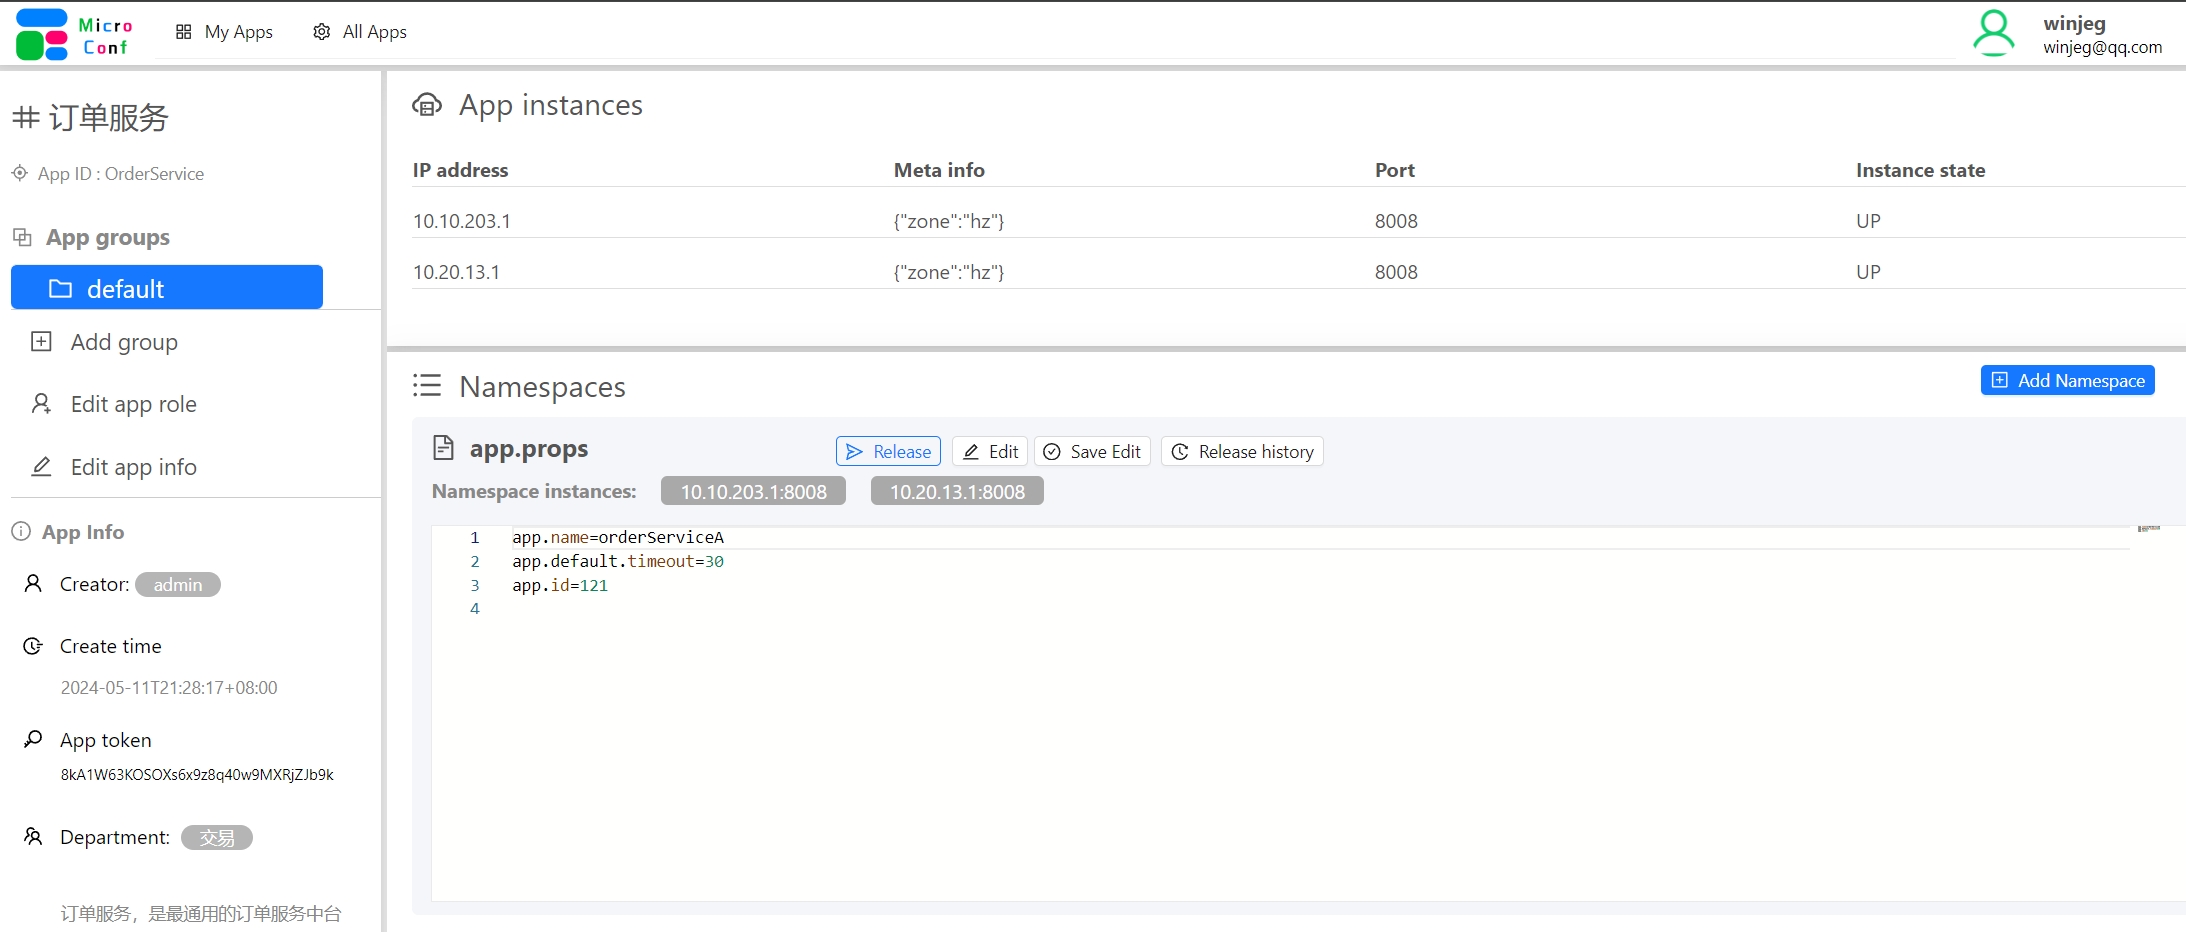 Micro
Conf
My Apps
All Apps
winjeg
winjeg@qq.com
订单服务
App ID : OrderService
App groups
default
Add group
Edit app role
Edit app info
App Info
Creator: admin
Create time
2024-05-11T21:28:17+08:00
App token
8kA1W63KOSOXs6x9z8q40w9MXRjZJb9k
Department: 交易
订单服务，是最通用的订单服务中台
App instances
IP address Meta info Port Instance state
10.10.203.1 {"zone":"hz"} 8008 UP
10.20.13.1 {"zone":"hz"} 8008 UP
Namespaces
Add Namespace
app.props
Release Edit Save Edit Release history
Namespace instances: 10.10.203.1:8008 10.20.13.1:8008
1 app.name=orderServiceA
2 app.default.timeout=30
3 app.id=121
4